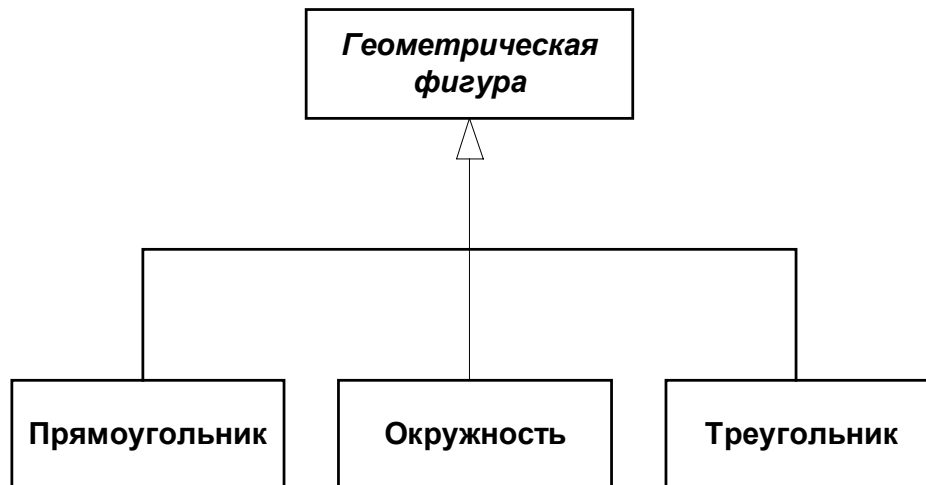 Геометрическая
фигура
Прямоугольник
Окружность
Треугольник